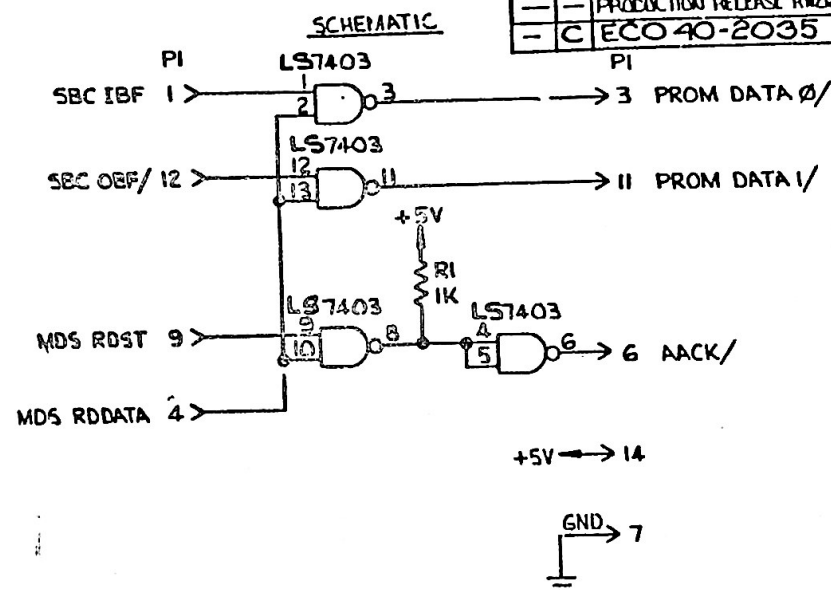 SCHEMATIC
— — PRODUCTION RELEASE
— C ECO 40-2035
P1
P1
LS7403
SBC IBF 1
1
2
3
3 PROM DATA Ø/
LS7403
SBC OBF/ 12
12
13
11
11 PROM DATA 1/
+5V
R1
1K
LS7403
MDS RDST 9
9
10
8
LS7403
4
5
6
6 AACK/
MDS RDDATA 4
+5V 14
GND 7